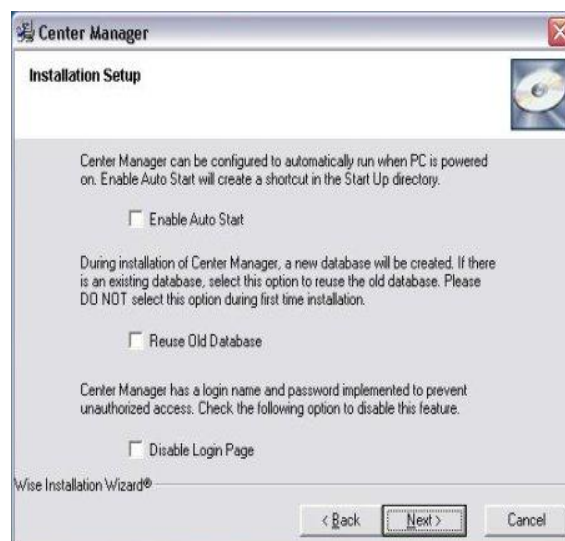 Center Manager
Installation Setup
Center Manager can be configured to automatically run when PC is powered
on. Enable Auto Start will create a shortcut in the Start Up directory.
Enable Auto Start
During installation of Center Manager, a new database will be created. If there
is an existing database, select this option to reuse the old database. Please
DO NOT select this option during first time installation.
Reuse Old Database
Center Manager has a login name and password implemented to prevent
unauthorized access. Check the following option to disable this feature.
Disable Login Page
Wise Installation Wizard®
< Back Next > Cancel